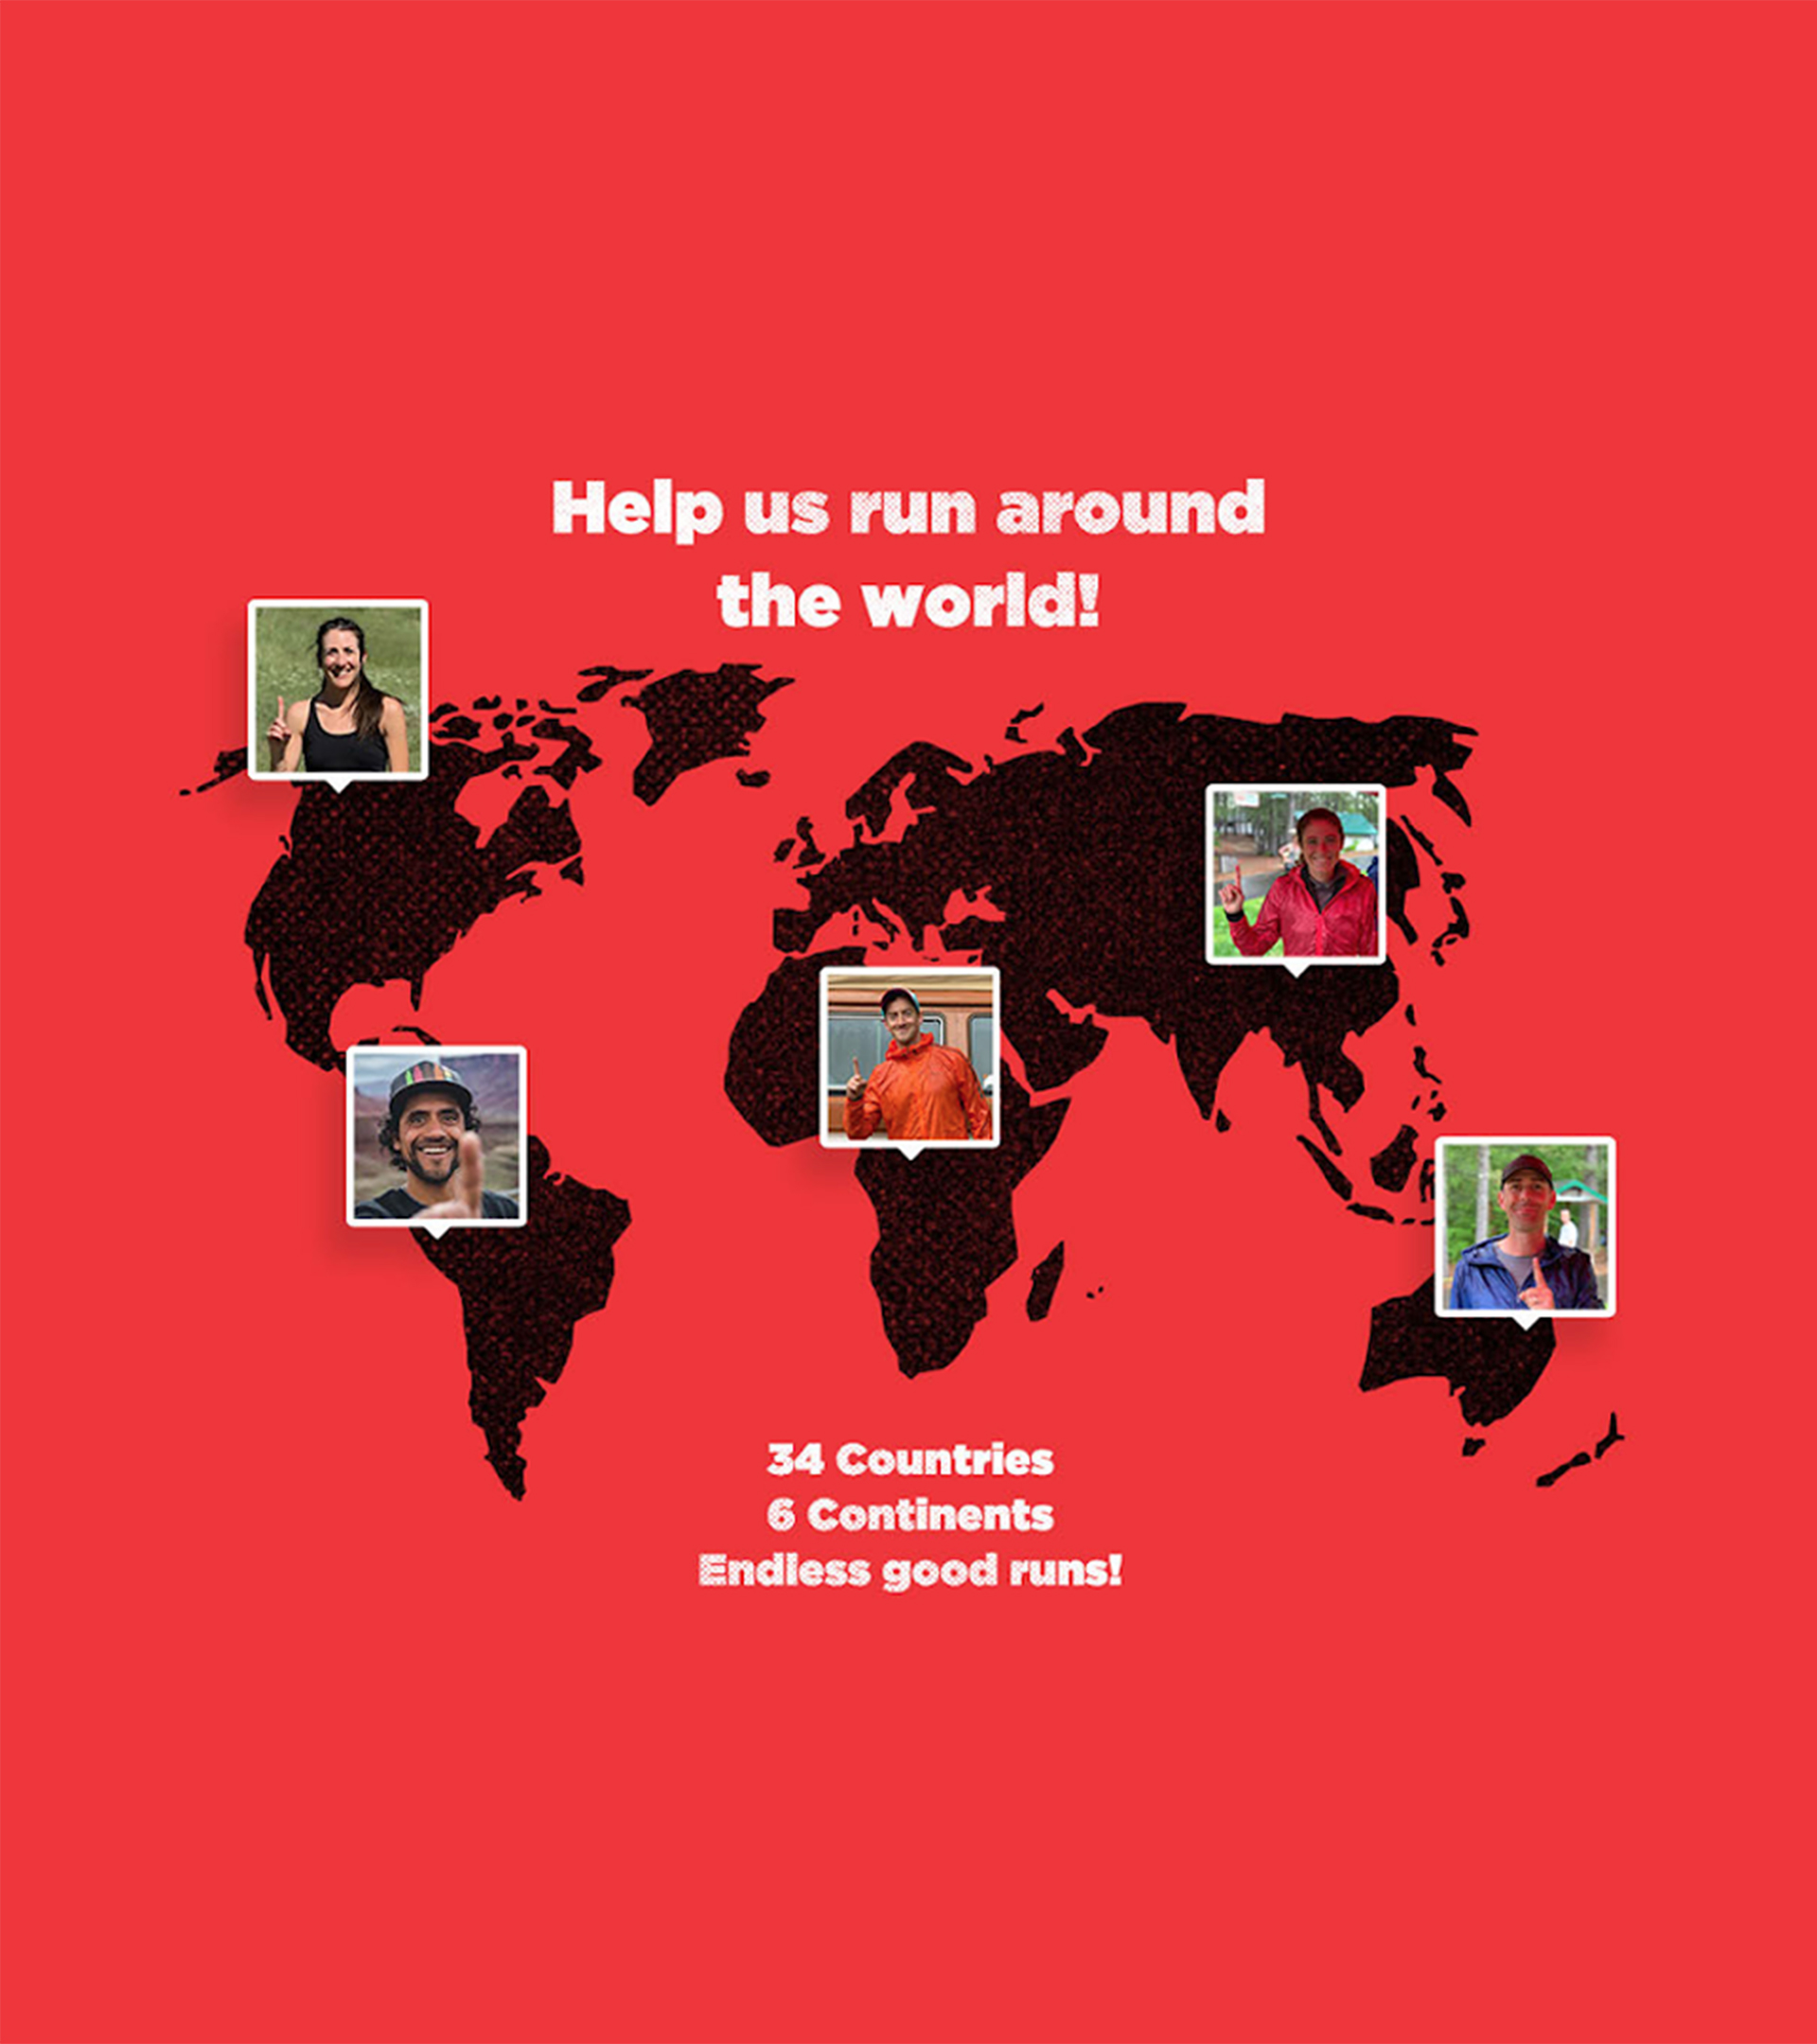 Help us run around
the world!
34 Countries
6 Continents
Endless good runs!